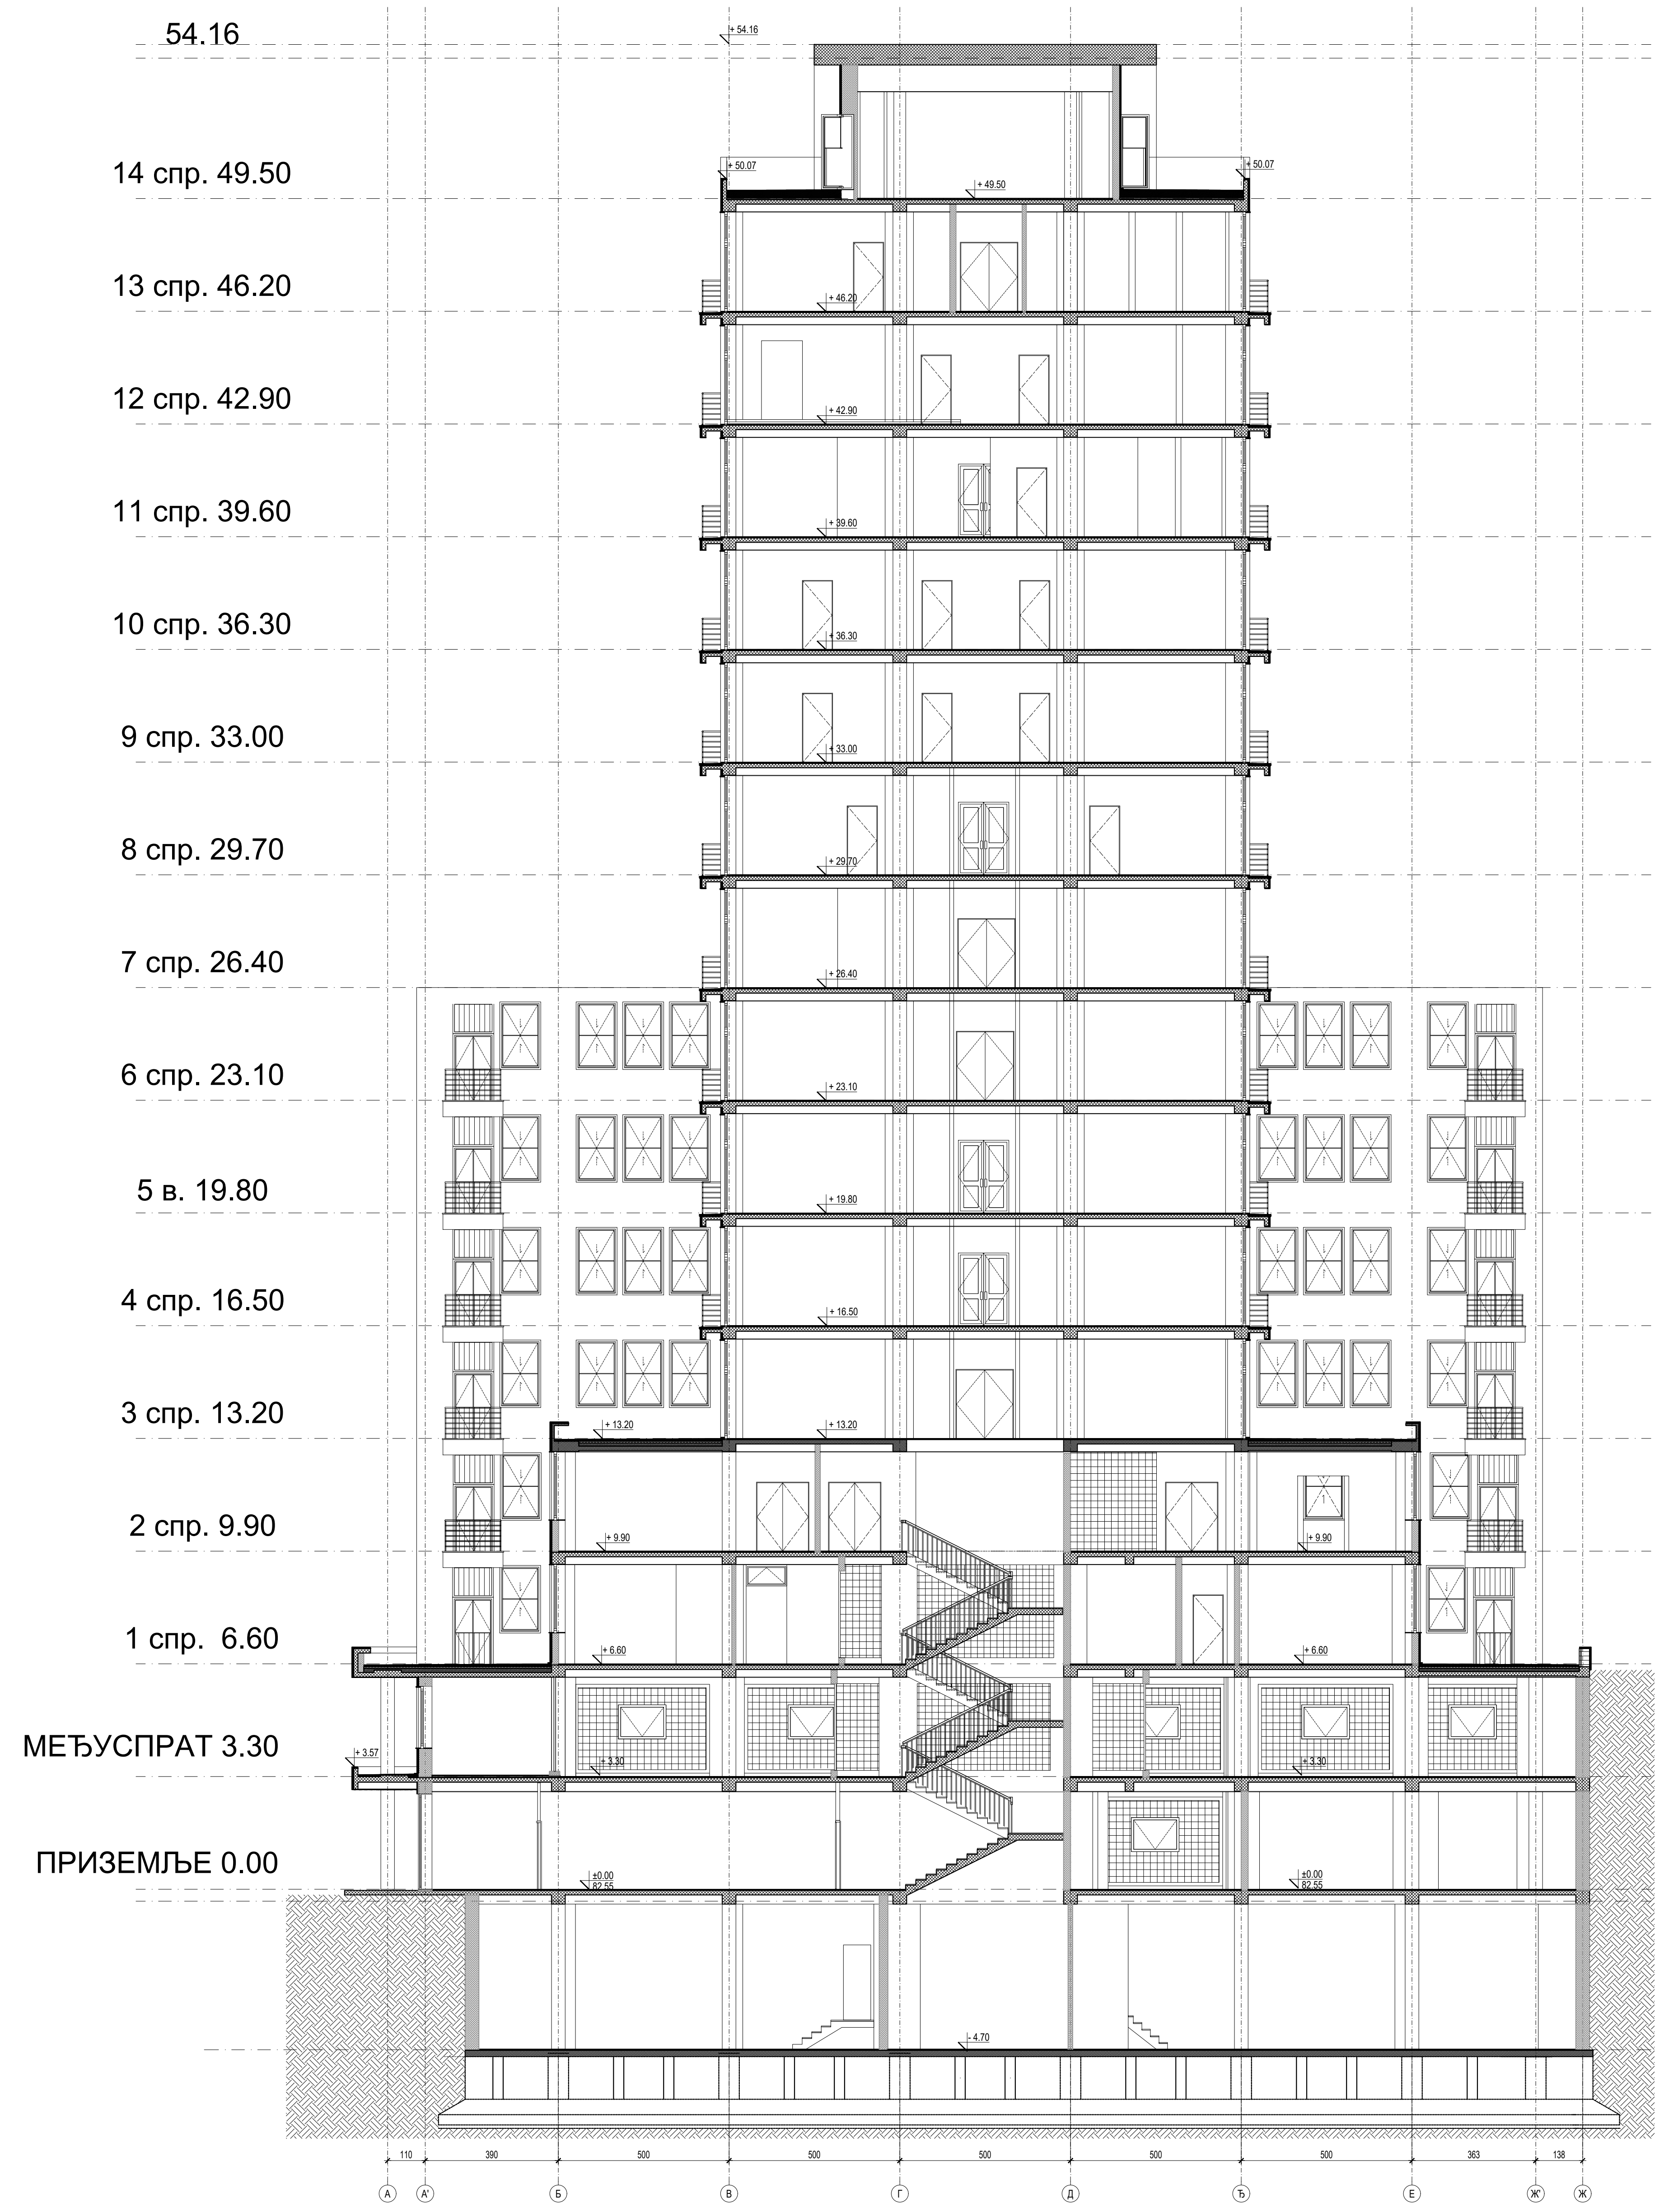 54.16
+ 54.16
14 спр. 49.50
+ 50.07
+ 49.50
+ 50.07
13 спр. 46.20
+ 46.20
12 спр. 42.90
+ 42.90
11 спр. 39.60
+ 39.60
10 спр. 36.30
+ 36.30
9 спр. 33.00
+ 33.00
8 спр. 29.70
+ 29.70
7 спр. 26.40
+ 26.40
6 спр. 23.10
+ 23.10
5 в. 19.80
+ 19.80
4 спр. 16.50
+ 16.50
3 спр. 13.20
+ 13.20
+ 13.20
2 спр. 9.90
+ 9.90
+ 9.90
1 спр. 6.60
+ 6.60
+ 6.60
МЕЂУСПРАТ 3.30
+ 3.57
+ 3.30
+ 3.30
ПРИЗЕМЉЕ 0.00
±0.00
82.55
±0.00
82.55
- 4.70
110 390 500 500 500 500 500 363 138
А А' Б В Г Д Ђ Е Ж' Ж